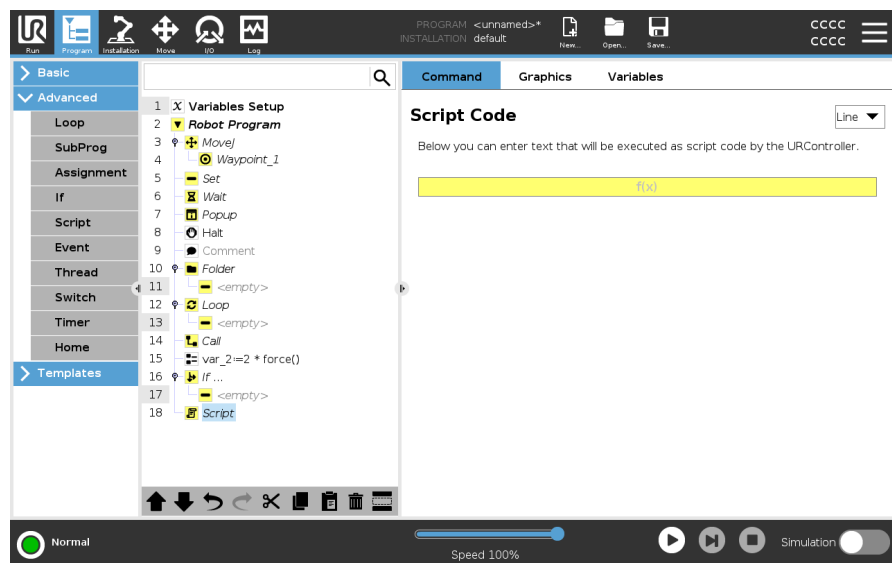 UR
Run
Program
Installation
Move
I/O
Log
PROGRAM <unnamed>*
INSTALLATION default
New...
Open...
Save...
CCCC
CCCC
Basic
Advanced
Loop
SubProg
Assignment
If
Script
Event
Thread
Switch
Timer
Home
Templates
1 X Variables Setup
2 Robot Program
3 MoveJ
4 Waypoint_1
5 Set
6 Wait
7 Popup
8 Halt
9 Comment
10 Folder
11 <empty>
12 Loop
13 <empty>
14 Call
15 var_2:=2 * force()
16 If ...
17 <empty>
18 Script
Command Graphics Variables
Script Code
Line
Below you can enter text that will be executed as script code by the URController.
f(x)
Normal
Speed 100%
Simulation